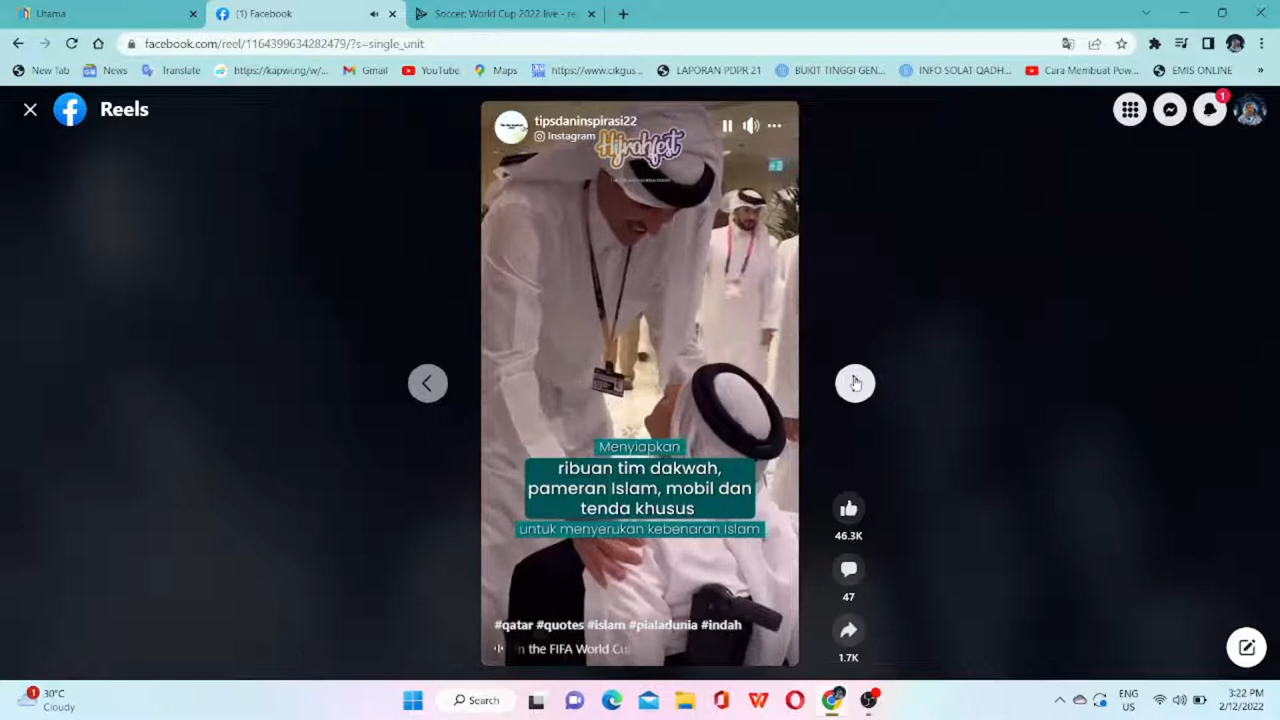 Utama
(1) Facebook
Soccer: World Cup 2022 live - re
facebook.com/reel/1164399634282479/?s=single_unit
New Tab
News
Translate
https://kapwi.ng/w/...
Gmail
YouTube
Maps
https://www.cikgus...
LAPORAN PDPR 21
BUKIT TINGGI GEN...
INFO SOLAT QADH...
Cara Membuat Pow...
EMIS ONLINE
»
Reels
1
tipsdaninspirasi22
Instagram
Hijrahfest
Menyiapkan
ribuan tim dakwah,
pameran Islam, mobil dan
tenda khusus
untuk menyerukan kebenaran Islam
46.3K
47
#qatar #quotes #islam #pialadunia #indah
n the FIFA World Cu
1.7K
1
30°C
Cloudy
Search
ENG
US
3:22 PM
2/12/2022